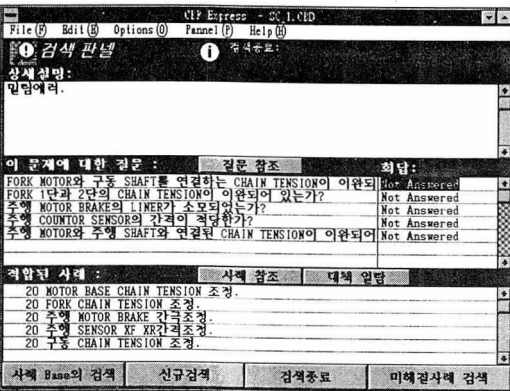 CBR Express - SC_1.CBD
File(F) Edit(E) Options(O) Pannel(P) Help(H)
검색 판넬 검색종료:
상세설명:
밀림에러.
이 문제에 대한 질문 : 질문 참조 회답:
FORK MOTOR와 구동 SHAFT를 연결하는 CHAIN TENSION이 이완되 Not Answered
FORK 1단과 2단의 CHAIN TENSION이 이완되어 있는가? Not Answered
주행 MOTOR BRAKE의 LINER가 소모되었는가? Not Answered
주행 COUNTOR SENSOR의 간격이 적당한가? Not Answered
주행 MOTOR와 주행 SHAFT와 연결된 CHAIN TENSION이 이완되어 Not Answered
적합된 사례 : 사례 참조 대책 일람
20 MOTOR BASE CHAIN TENSION 조정.
20 FORK CHAIN TENSION 조정.
20 주행 MOTOR BRAKE 간극조정.
20 주행 SENSOR XF XR간격조정.
20 구동 CHAIN TENSION 조정.
사례 Base의 검색 신규검색 검색종료 미해결사례 검색